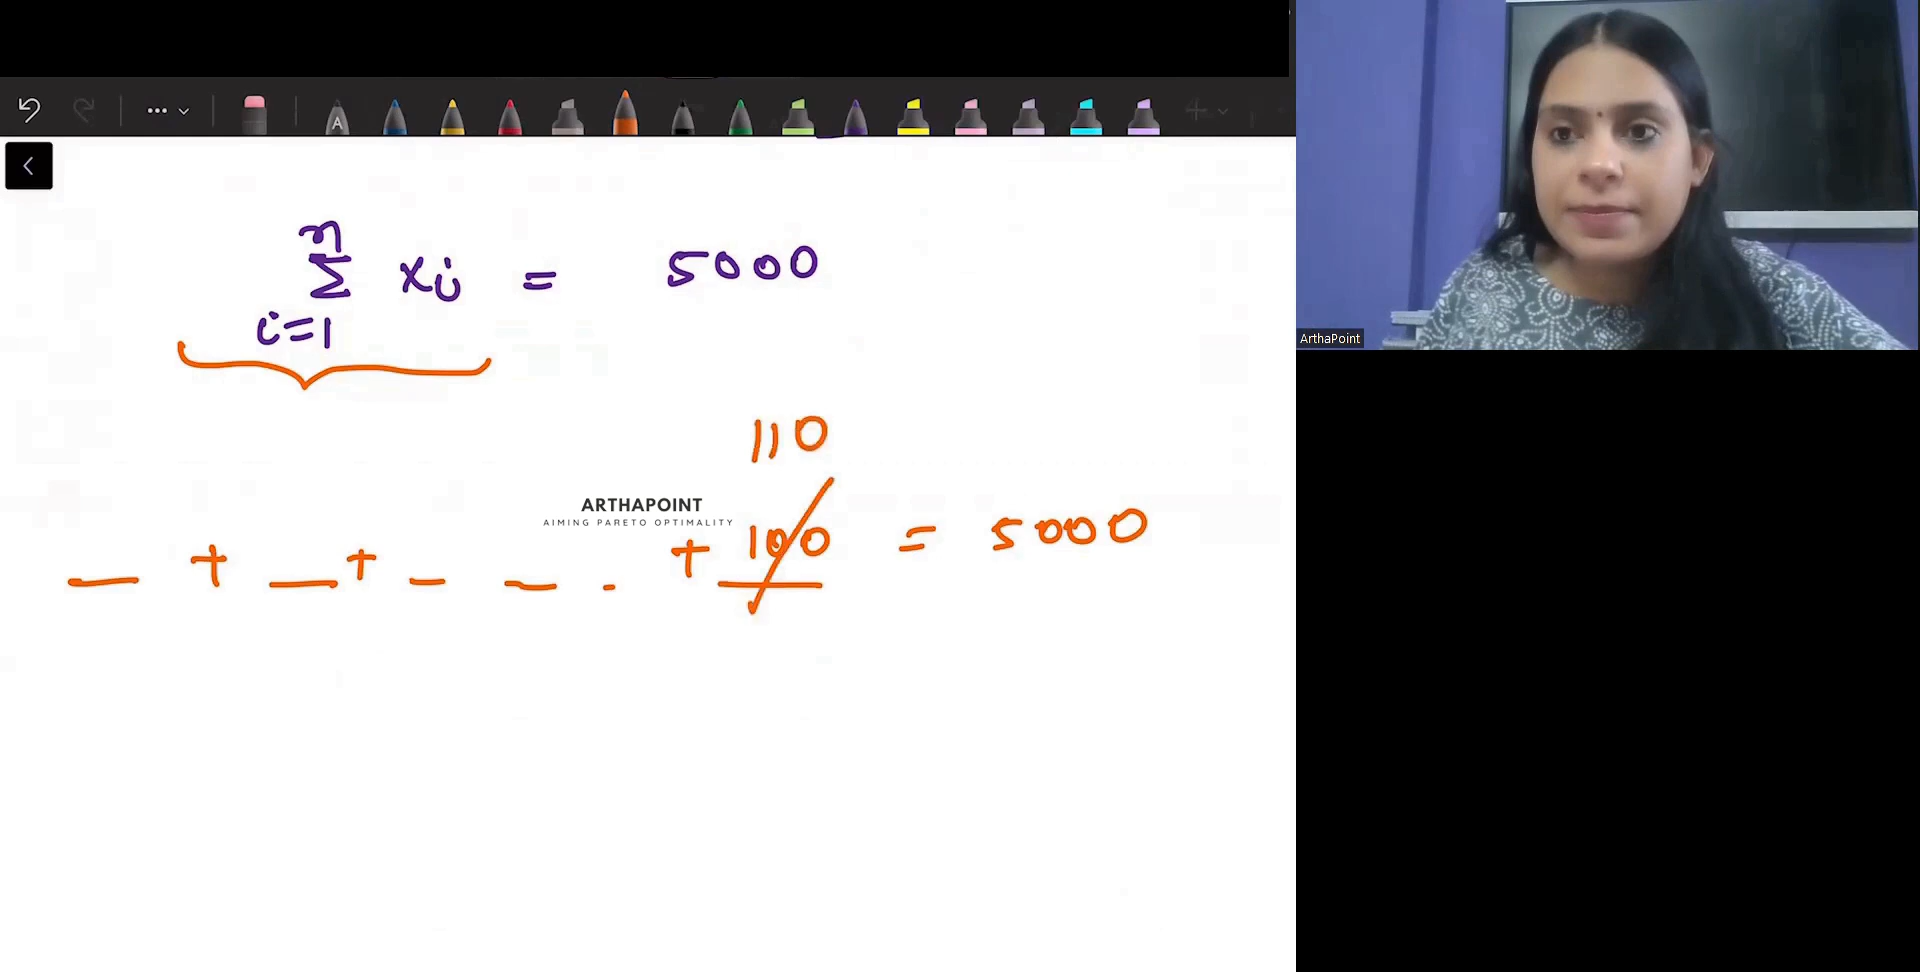 n
Σ xi = 5000
i=1
110
ARTHAPOINT
AIMING PARETO OPTIMALITY
_ + _ + _ _ . + 100 = 5000
A
ArthaPoint